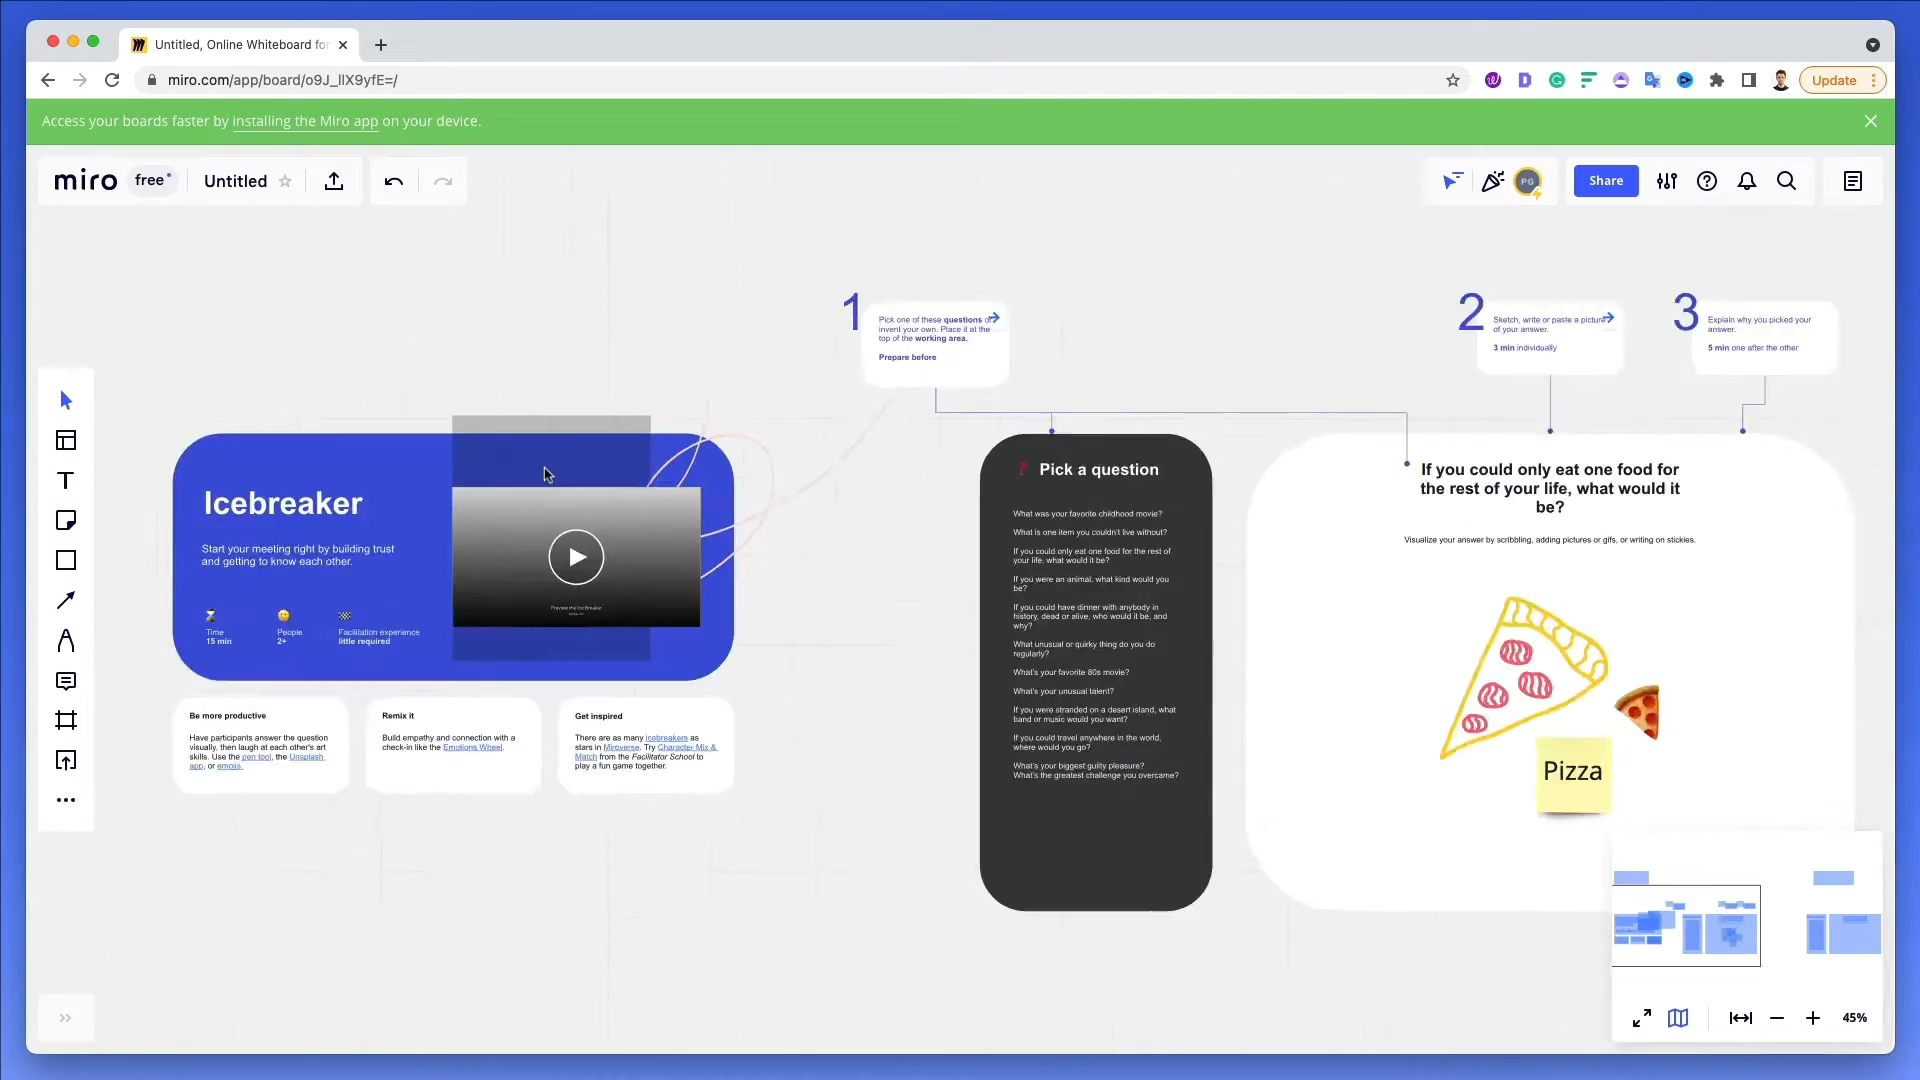 Untitled, Online Whiteboard for
miro.com/app/board/o9J_lIX9yfE=/
Update
Access your boards faster by installing the Miro app on your device.
miro
free
Untitled
PG
Share
1
Pick one of these questions or
invent your own. Place it at the
top of the working area.
Prepare before
2
Sketch, write or paste a picture
of your answer.
3 min individually
3
Explain why you picked your
answer.
5 min one after the other
Icebreaker
Start your meeting right by building trust
and getting to know each other.
Time
15 min
People
2+
Facilitation experience
little required
Preview the Ice Breaker
Be more productive
Have participants answer the question
visually, then laugh at each other's art
skills. Use the pen tool, the Unsplash
app, or emojis.
Remix it
Build empathy and connection with a
check-in like the Emotions Wheel.
Get inspired
There are as many icebreakers as
stars in Miroverse. Try Character Mix &
Match from the Facilitator School to
play a fun game together.
Pick a question
What was your favorite childhood movie?
What is one item you couldn't live without?
If you could only eat one food for the rest of
your life, what would it be?
If you were an animal, what kind would you
be?
If you could have dinner with anybody in
history, dead or alive, who would it be, and
why?
What unusual or quirky thing do you do
regularly?
What's your favorite 80s movie?
What's your unusual talent?
If you were stranded on a desert island, what
band or music would you want?
If you could travel anywhere in the world,
where would you go?
What's your biggest guilty pleasure?
What's the greatest challenge you overcame?
If you could only eat one food for
the rest of your life, what would it
be?
Visualize your answer by scribbling, adding pictures or gifs, or writing on stickies.
Pizza
45%